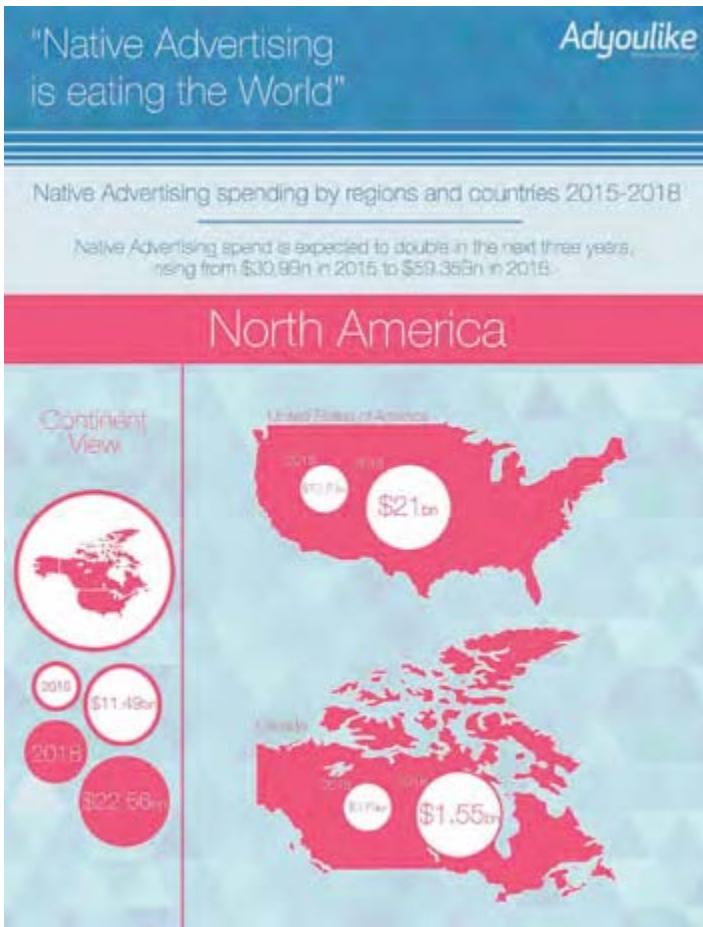 "Native Advertising
is eating the World"
Adyoulike
Native Advertising spending by regions and countries 2015-2018
Native Advertising spend is expected to double in the next three years,
rising from $30.9Bn in 2015 to $59.35Bn in 2018
North America
Continent
View
United States of America
2015 2018
$21bn
2015
$11.49bn
2018
$22.56bn
Canada
2015 2018
$1.55bn